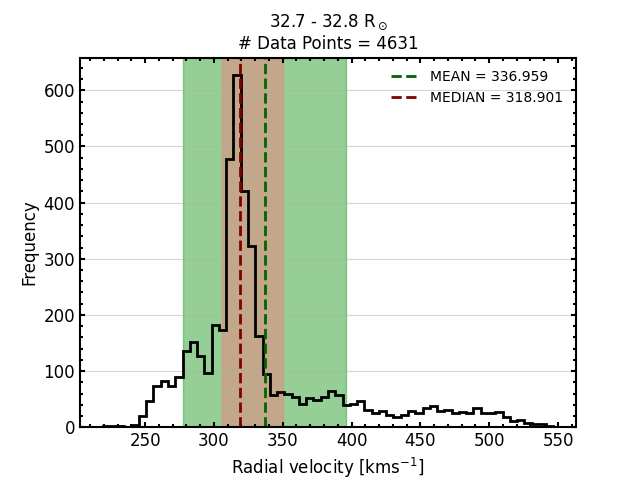 32.7 - 32.8 R⊙
# Data Points = 4631
MEAN = 336.959
MEDIAN = 318.901
Frequency
600
500
400
300
200
100
0
250 300 350 400 450 500 550
Radial velocity [kms⁻¹]